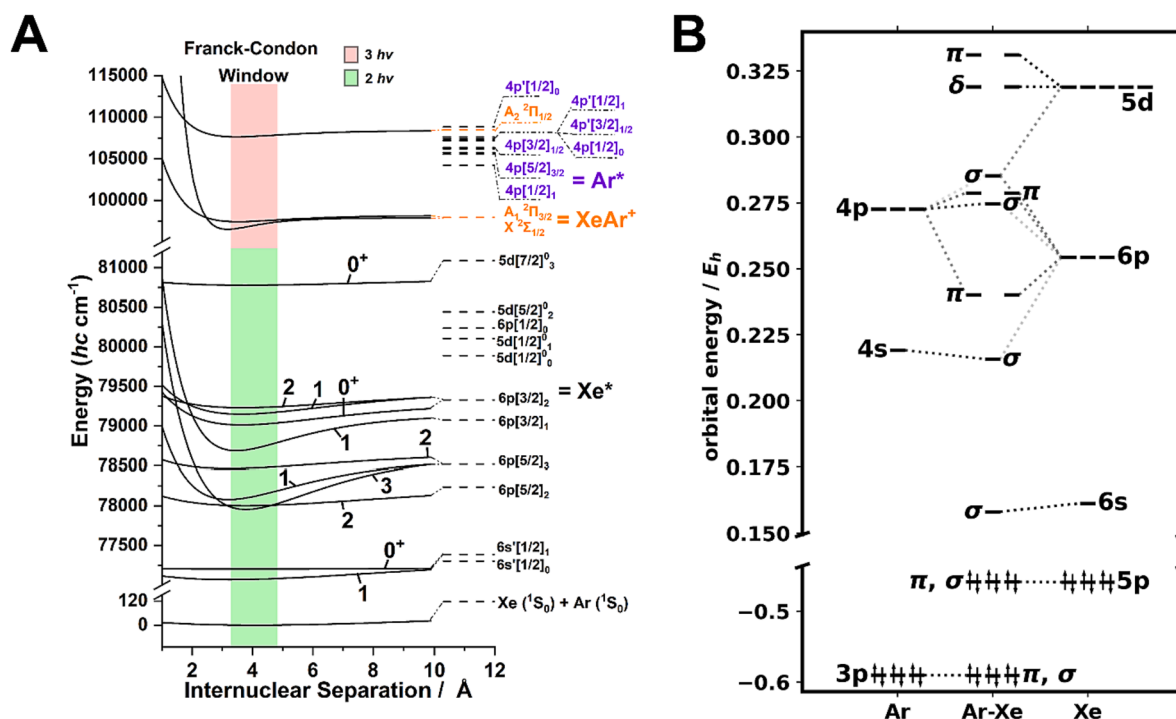 A
Franck-Condon
Window
3 hν
2 hν
Energy (hc cm⁻¹)
115000
110000
105000
100000
81000
80500
80000
79500
79000
78500
78000
77500
120
0
2
4
6
8
10
12
Internuclear Separation / Å
4p'[1/2]₀
A₂ ²Π₁/₂
4p'[1/2]₁
4p'[3/2]₁/₂
4p[3/2]₁/₂
4p[1/2]₀
4p[5/2]₃/₂
= Ar*
4p[1/2]₁
A₁ ²Π₃/₂
= XeAr⁺
X ²Σ₁/₂
0⁺
5d[7/2]⁰₃
5d[5/2]⁰₂
6p[1/2]₀
5d[1/2]⁰₁
5d[1/2]⁰₀
= Xe*
2
1
0⁺
6p[3/2]₂
1
6p[3/2]₁
2
1
3
6p[5/2]₃
2
6p[5/2]₂
0⁺
6s'[1/2]₁
6s'[1/2]₀
1
Xe (¹S₀) + Ar (¹S₀)
B
orbital energy / Eₕ
0.325
0.300
0.275
0.250
0.225
0.200
0.175
0.150
−0.5
−0.6
π
δ
5d
σ
π
4p
σ
6p
π
4s
σ
6s
σ
π, σ
5p
3p
π, σ
Ar
Ar-Xe
Xe